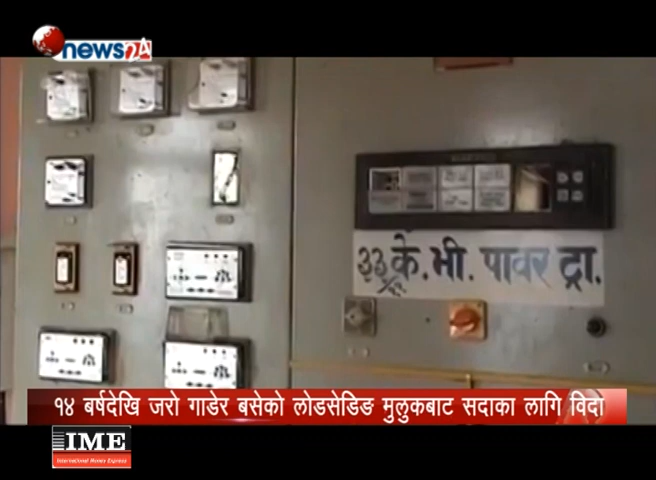 news24
३३ के. भी. पावर ट्रा.
१४ बर्षदेखि जरो गाडेर बसेको लोडसेडिङ मुलुकबाट सदाका लागि विदा
IME
International Money Express